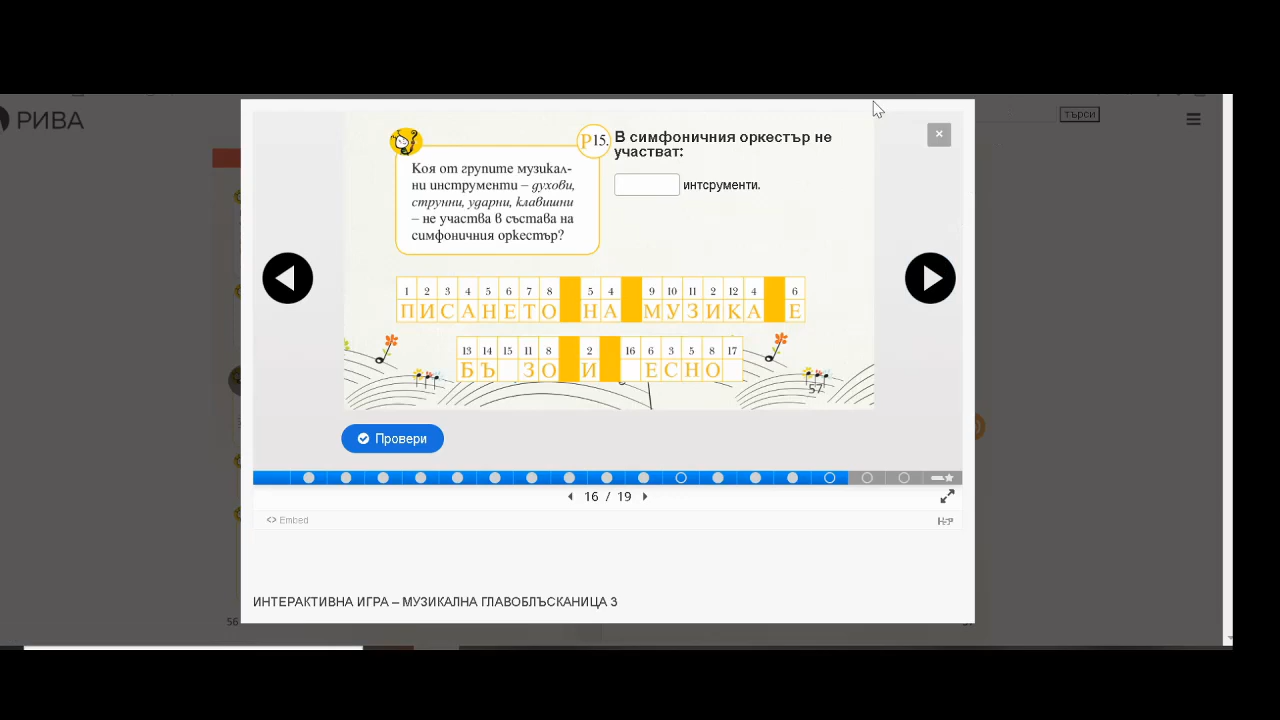 РИВА
търси
×
Коя от групите музикал-
ни инструменти – духови,
струнни, ударни, клавишни
– не участва в състава на
симфоничния оркестър?
Р15.
В симфоничния оркестър не
участват:
интсрументи.
1 2 3 4 5 6 7 8 5 4 9 10 11 2 12 4 6
ПИСАНЕТО НА МУЗИКА Е
13 14 15 11 8 2 16 6 3 5 8 17
БЪ ЗО И ЕСНО
57
Провери
16 / 19
<> Embed
H5P
ИНТЕРАКТИВНА ИГРА – МУЗИКАЛНА ГЛАВОБЛЪСКАНИЦА 3
56